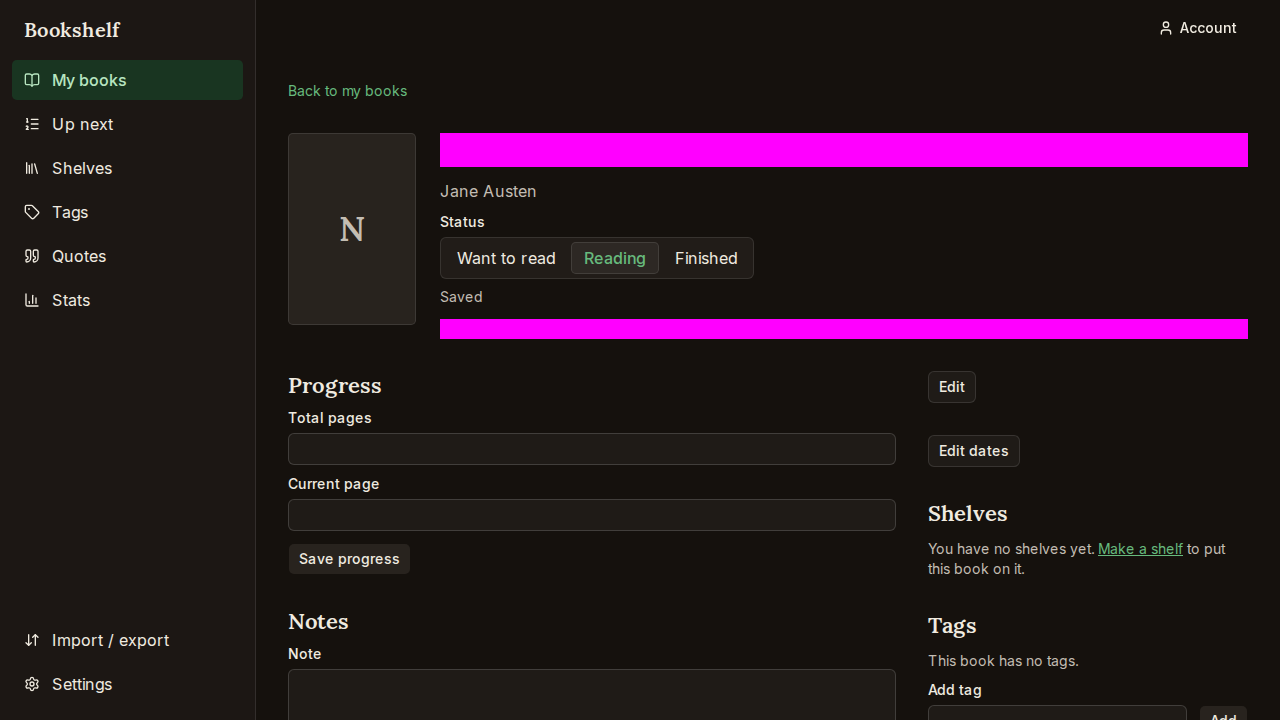 Bookshelf
My books
Up next
Shelves
Tags
Quotes
Stats
Import / export
Settings
Account
Back to my books
N
Jane Austen
Status
Want to read
Reading
Finished
Saved
Progress
Total pages
Current page
Save progress
Notes
Note
Edit
Edit dates
Shelves
You have no shelves yet. Make a shelf to put
this book on it.
Tags
This book has no tags.
Add tag
Add